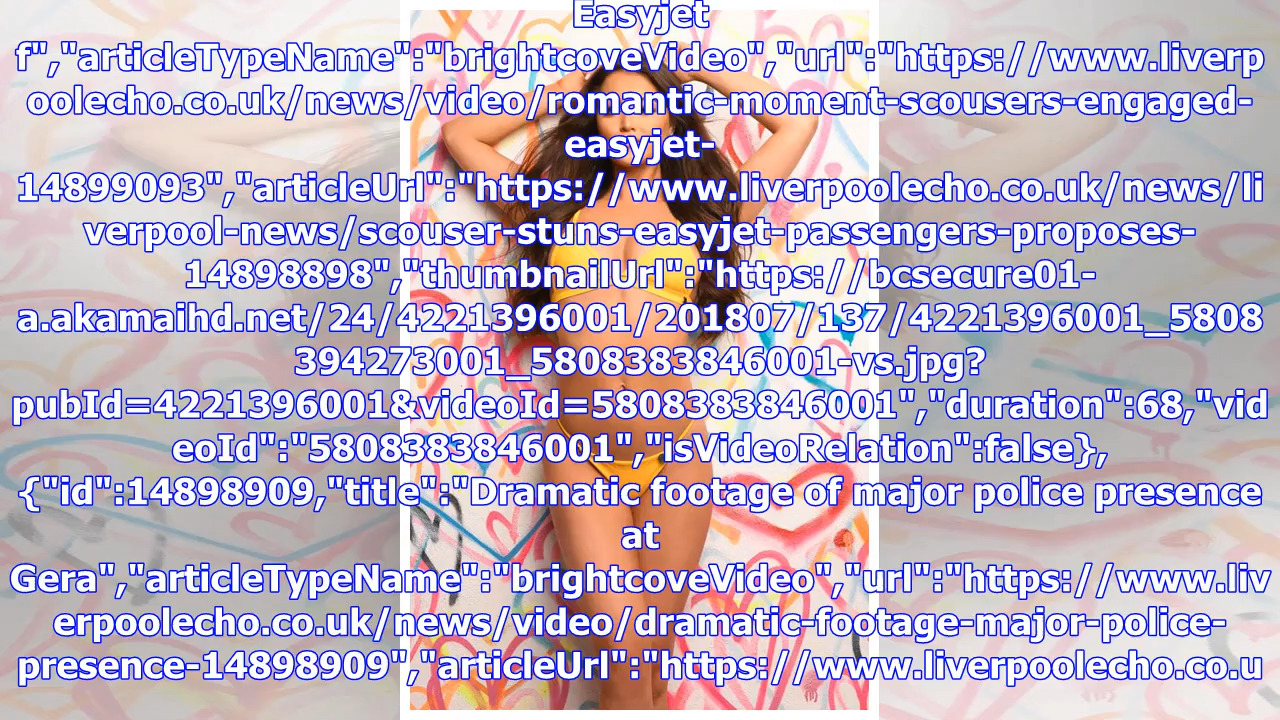 Easyjet
f","articleTypeName":"brightcoveVideo","url":"https://www.liverp
oolecho.co.uk/news/video/romantic-moment-scousers-engaged-
easyjet-
14899093","articleUrl":"https://www.liverpoolecho.co.uk/news/li
verpool-news/scouser-stuns-easyjet-passengers-proposes-
14898898","thumbnailUrl":"https://bcsecure01-
a.akamaihd.net/24/4221396001/201807/137/4221396001_5808
394273001_5808383846001-vs.jpg?
pubId=4221396001&videoId=5808383846001","duration":68,"vid
eoId":"5808383846001","isVideoRelation":false},
{"id":14898909,"title":"Dramatic footage of major police presence
at
Gera","articleTypeName":"brightcoveVideo","url":"https://www.liv
erpoolecho.co.uk/news/video/dramatic-footage-major-police-
presence-14898909","articleUrl":"https://www.liverpoolecho.co.u